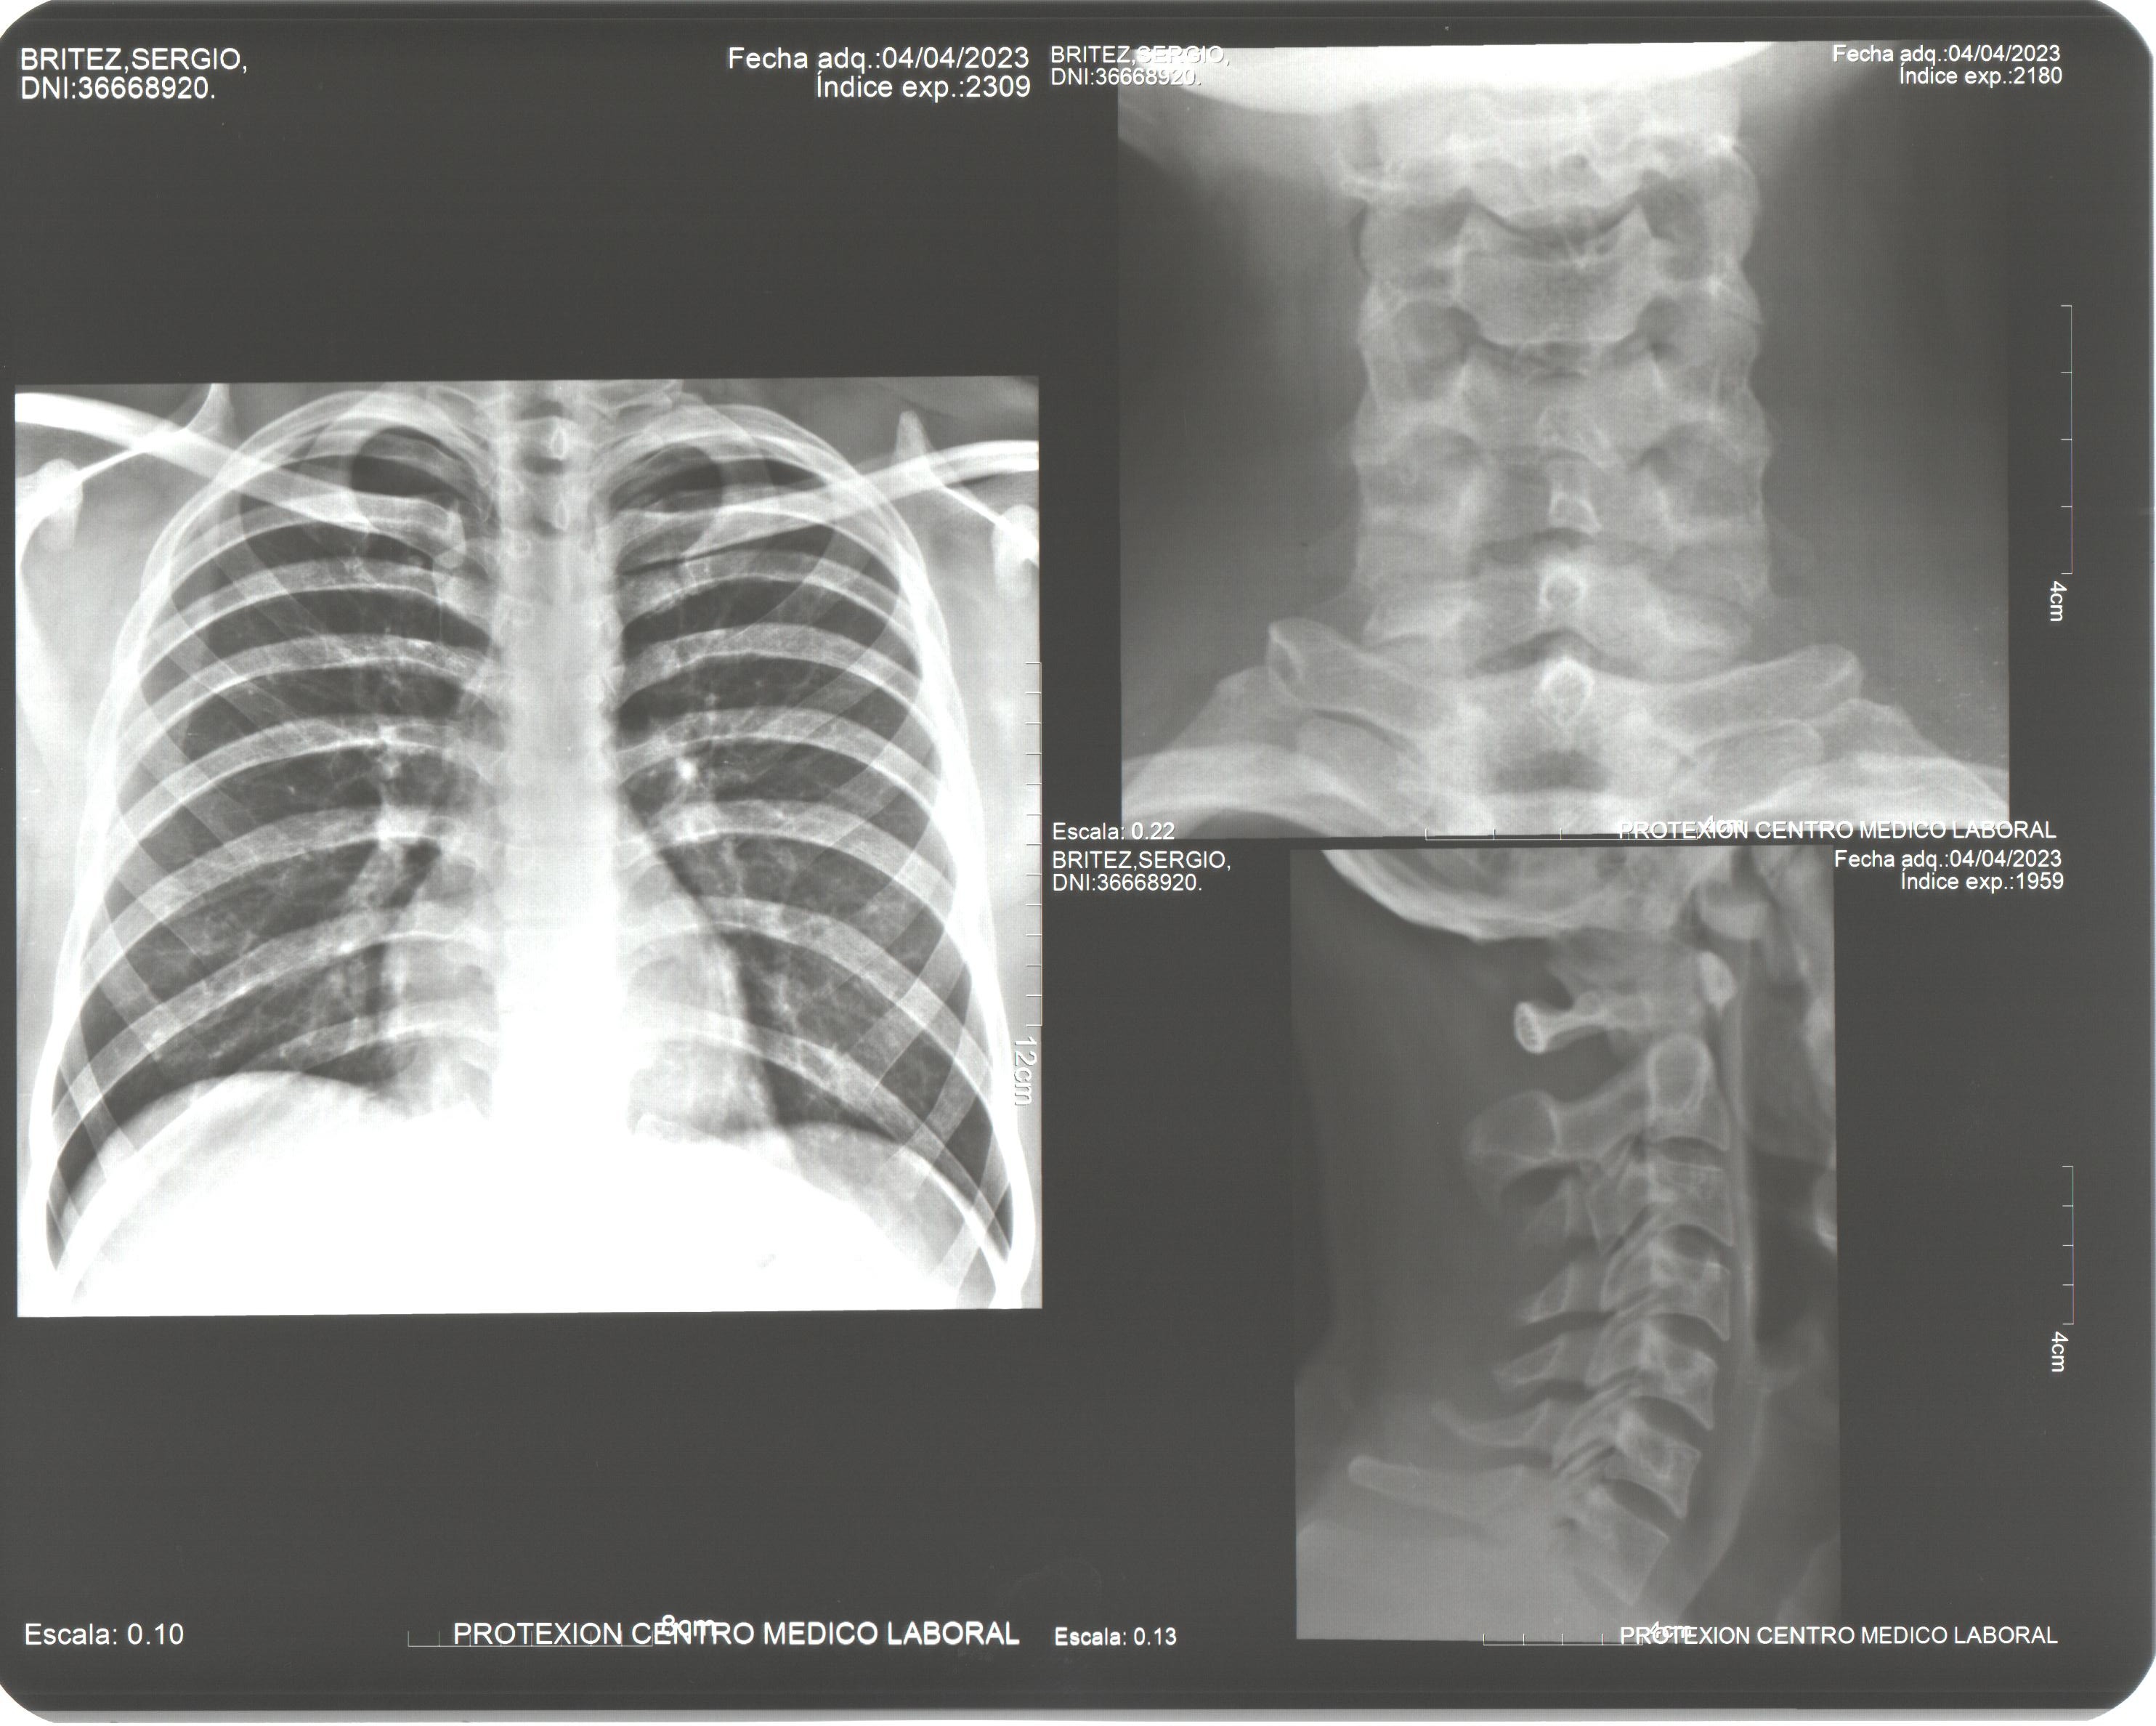 BRITEZ,SERGIO,
DNI:36668920.
Fecha adq.:04/04/2023
Índice exp.:2309
12cm
Escala: 0.10
8cm
PROTEXION CENTRO MEDICO LABORAL
BRITEZ,SERGIO,
DNI:36668920.
Fecha adq.:04/04/2023
Índice exp.:2180
4cm
Escala: 0.22
4cm
PROTEXION CENTRO MEDICO LABORAL
BRITEZ,SERGIO,
DNI:36668920.
Fecha adq.:04/04/2023
Índice exp.:1959
4cm
Escala: 0.13
4cm
PROTEXION CENTRO MEDICO LABORAL